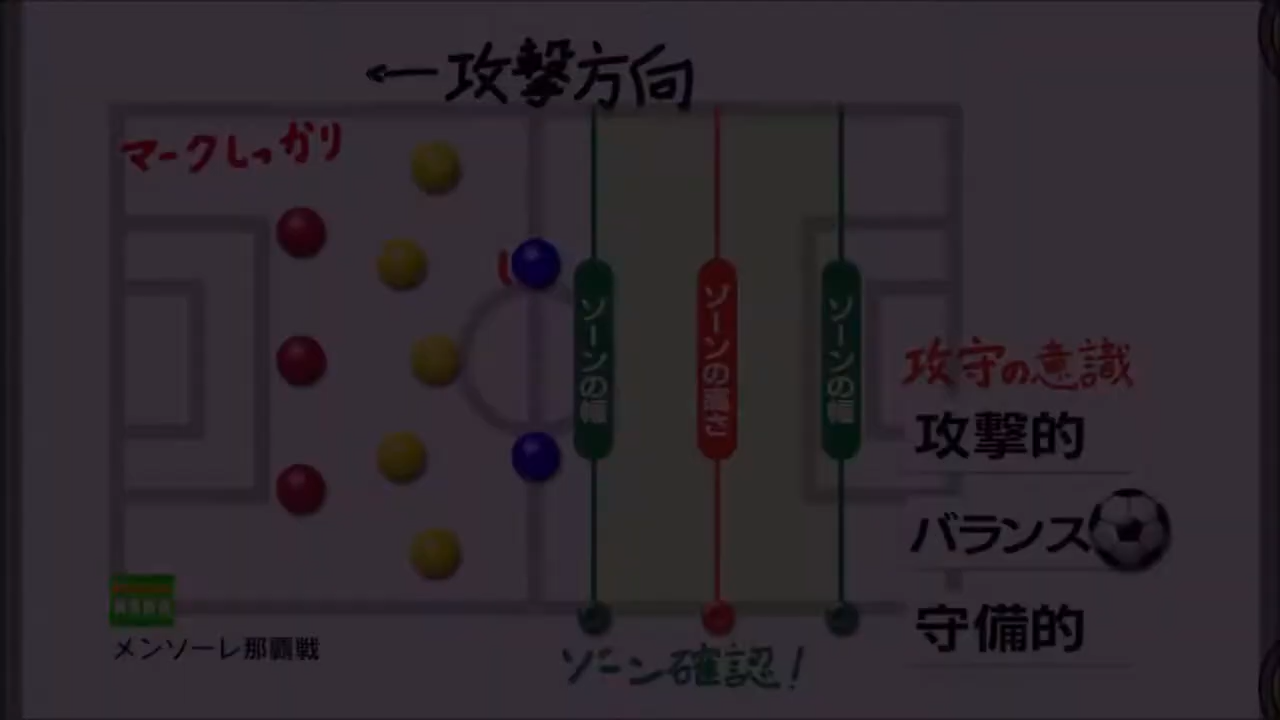 ←攻撃方向
マークしっかり
ゾーンの幅
ゾーンの高さ
ゾーンの幅
攻守の意識
攻撃的
バランス
守備的
メンソーレ那覇戦
ゾーン確認!